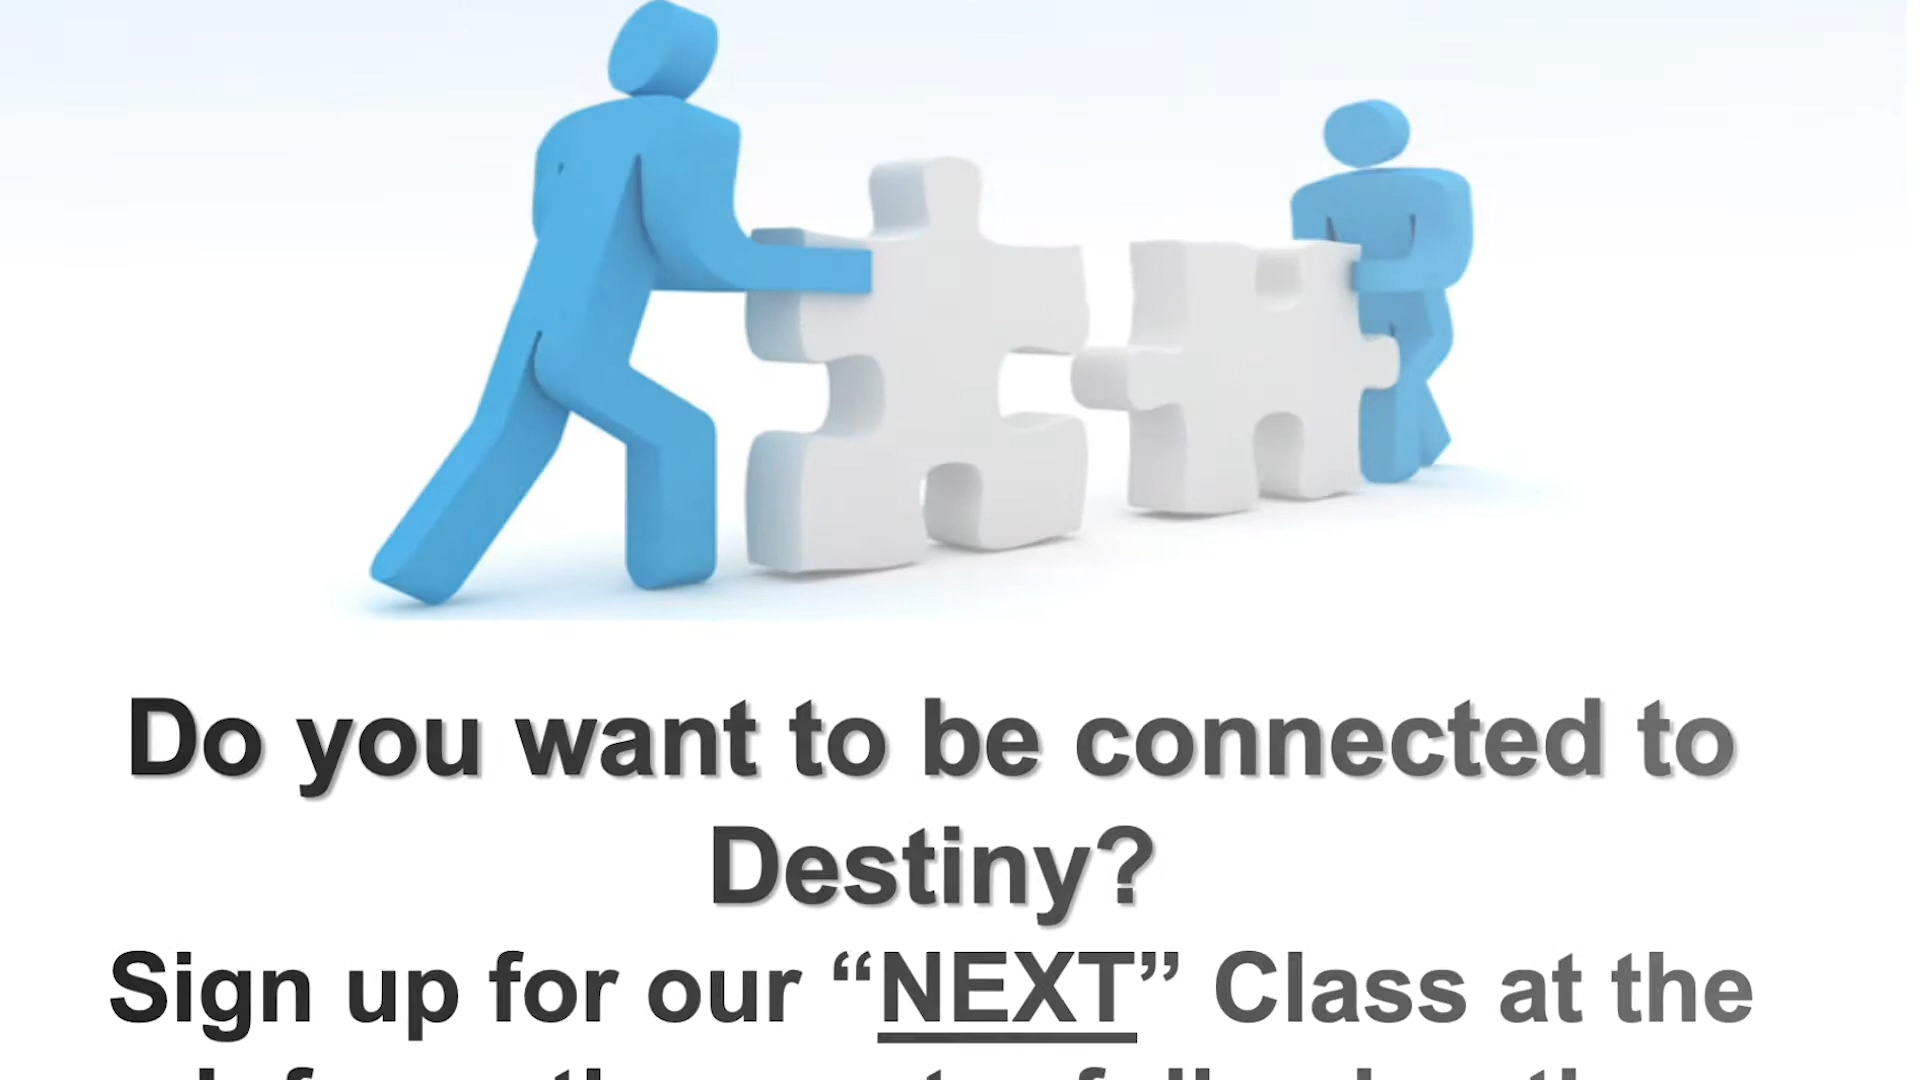 Do you want to be connected to
Destiny?
Sign up for our “NEXT” Class at the